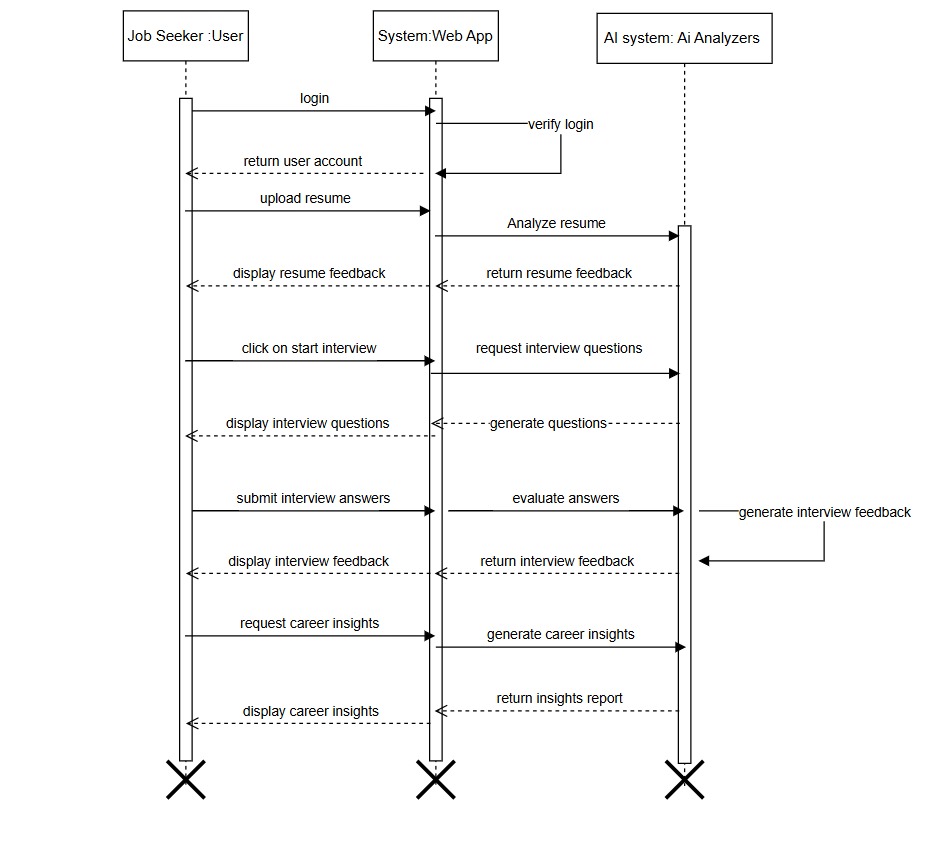 Job Seeker :User
System:Web App
AI system: Ai Analyzers
login
verify login
return user account
upload resume
Analyze resume
display resume feedback
return resume feedback
click on start interview
request interview questions
display interview questions
generate questions
submit interview answers
evaluate answers
generate interview feedback
display interview feedback
return interview feedback
request career insights
generate career insights
return insights report
display career insights